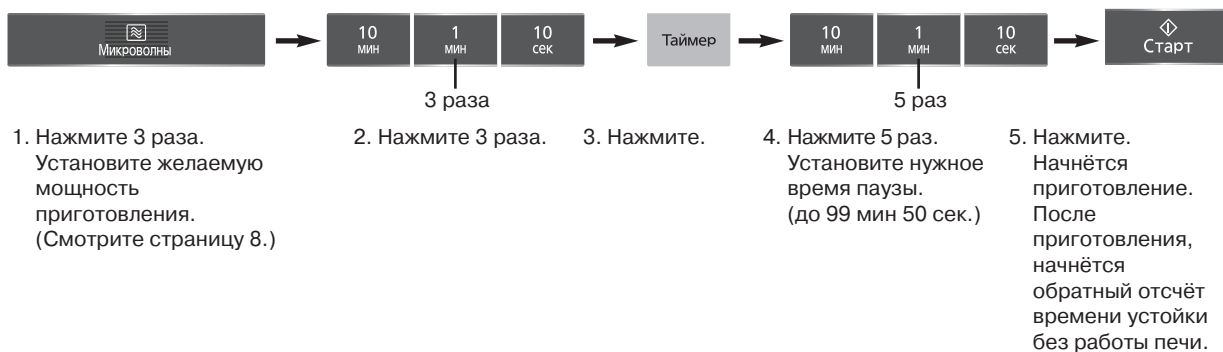 Микроволны
10 мин
1 мин
10 сек
Таймер
10 мин
1 мин
10 сек
Старт
3 раза
5 раз
1. Нажмите 3 раза.
Установите желаемую
мощность
приготовления.
(Смотрите страницу 8.)
2. Нажмите 3 раза.
3. Нажмите.
4. Нажмите 5 раз.
Установите нужное
время паузы.
(до 99 мин 50 сек.)
5. Нажмите.
Начнётся
приготовление.
После
приготовления,
начнётся
обратный отсчёт
времени устойки
без работы печи.